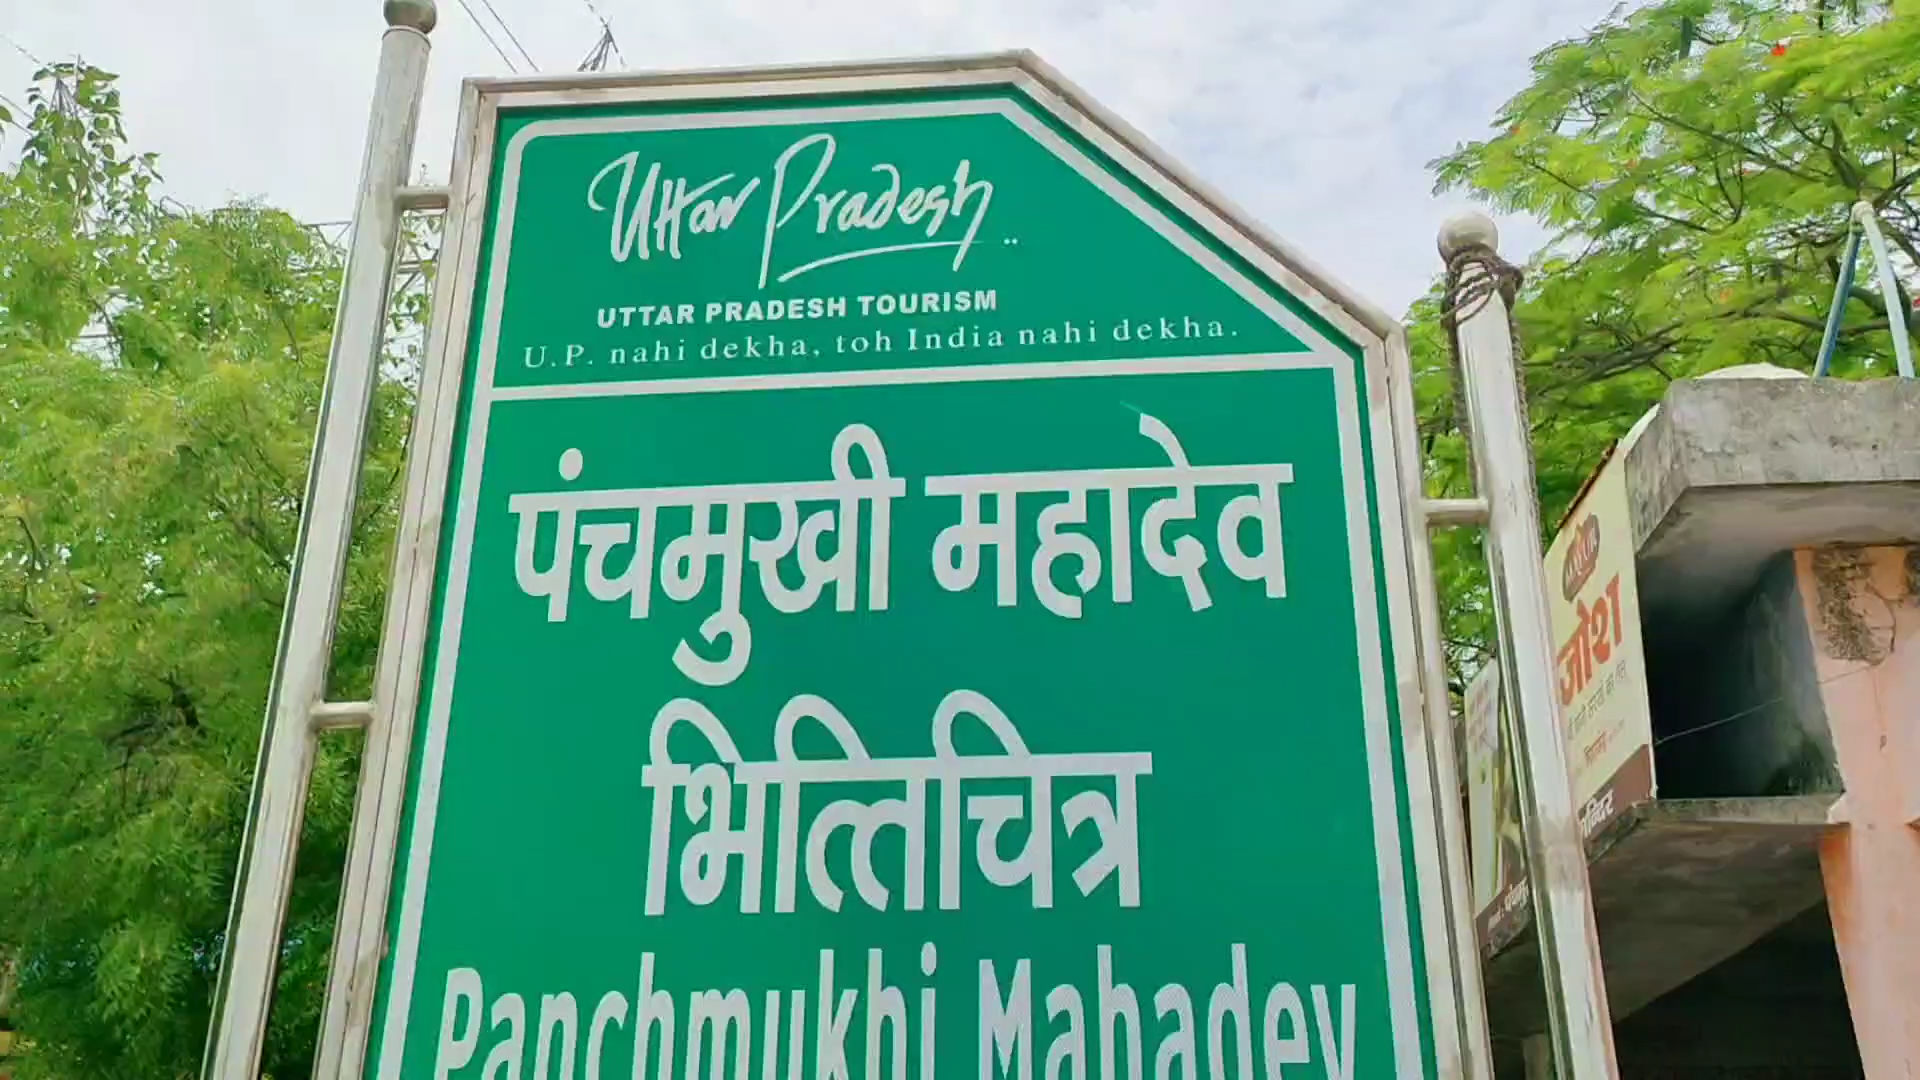 Uttar Pradesh..
UTTAR PRADESH TOURISM
U.P. nahi dekha, toh India nahi dekha.
पंचमुखी महादेव
भित्तिचित्र
Panchmukhi Mahadev
जोश